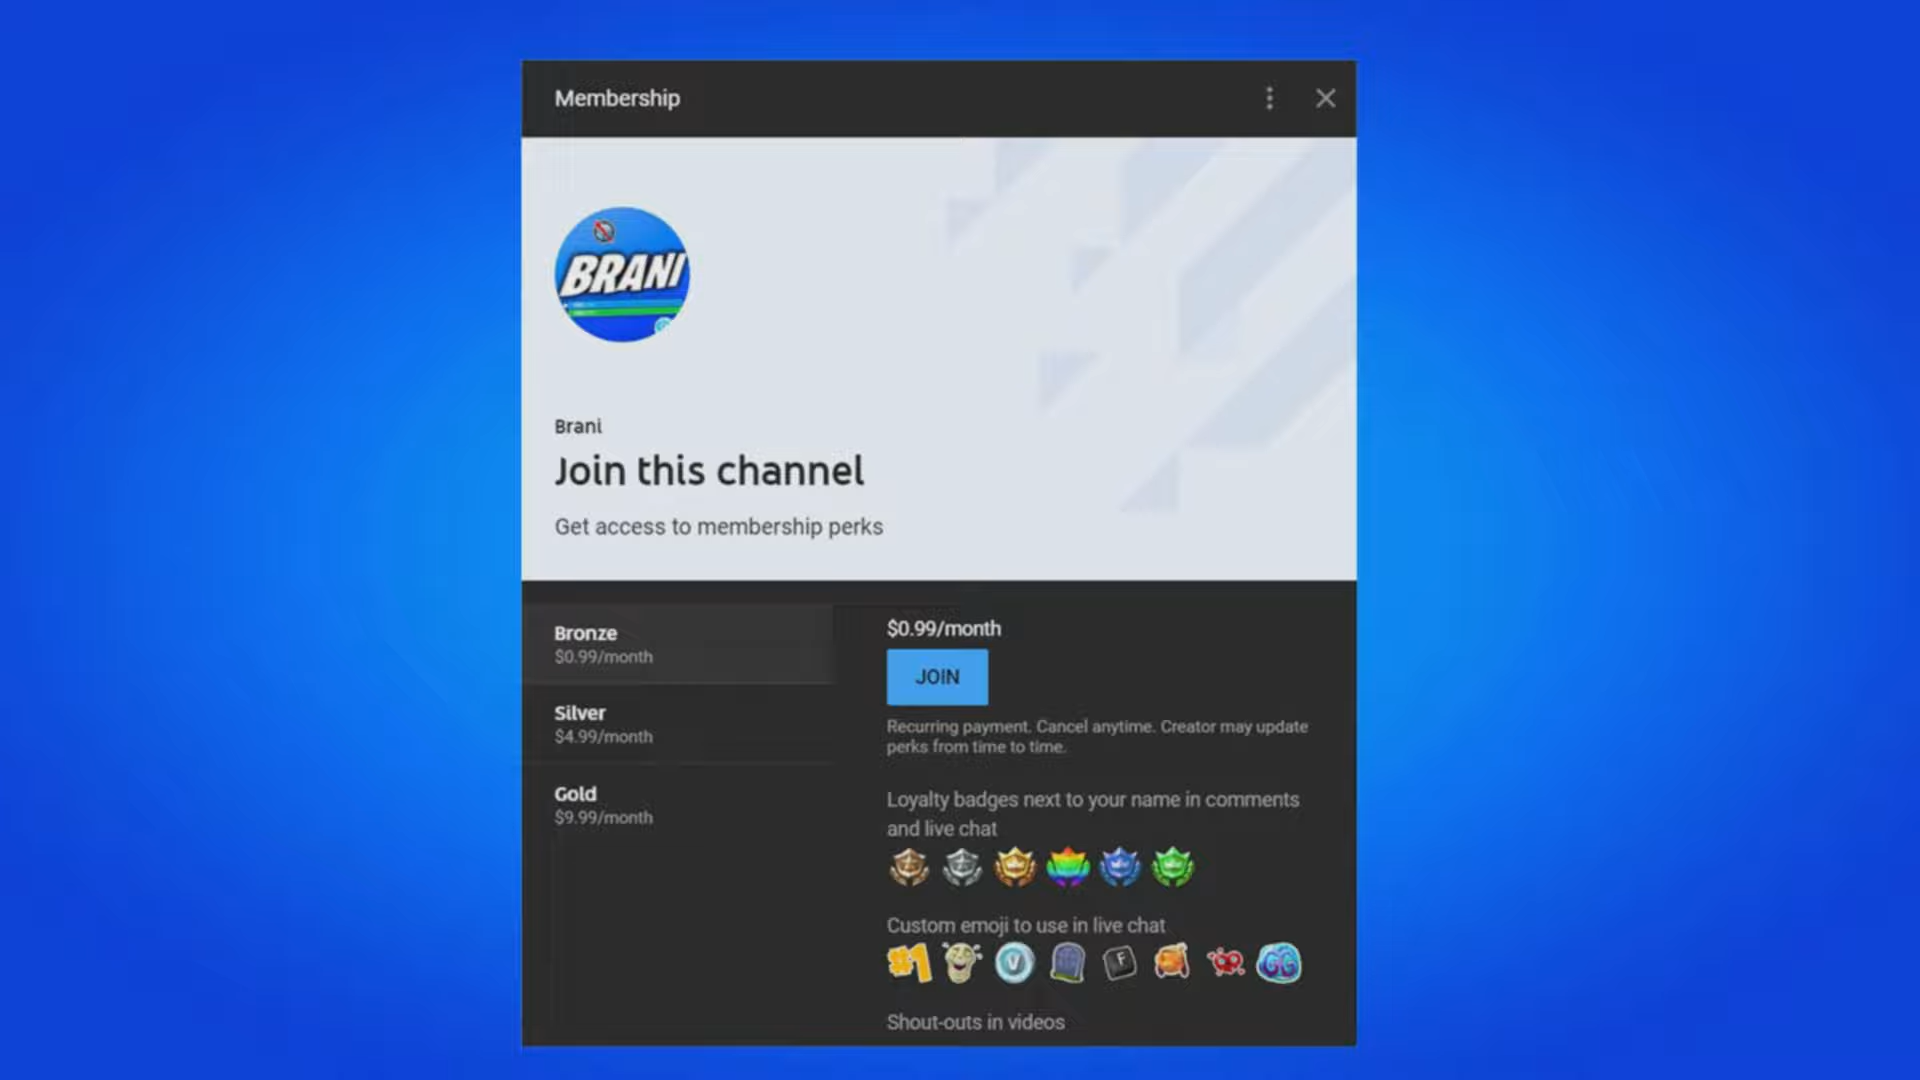 Membership
BRANI
Brani
Join this channel
Get access to membership perks
Bronze
$0.99/month
Silver
$4.99/month
Gold
$9.99/month
$0.99/month
JOIN
Recurring payment. Cancel anytime. Creator may update
perks from time to time.
Loyalty badges next to your name in comments
and live chat
Custom emoji to use in live chat
#1 V F GG
Shout-outs in videos